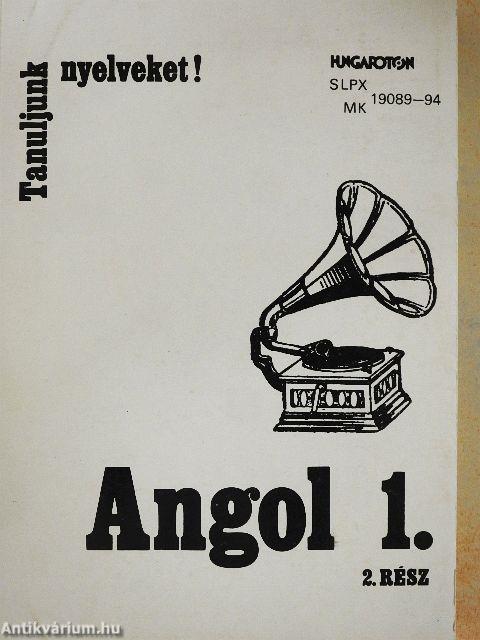 Tanuljunk nyelveket!
HUNGAROTON
SLPX
MK 19089—94
Angol 1.
2. RÉSZ
Antikvárium.hu